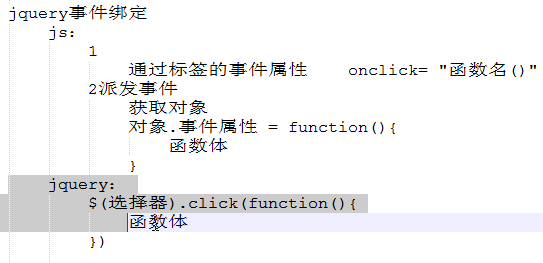 jquery事件绑定
js:
1
通过标签的事件属性 onclick= "函数名()"
2派发事件
获取对象
对象.事件属性 = function(){
函数体
}
jquery:
$(选择器).click(function(){
函数体
})